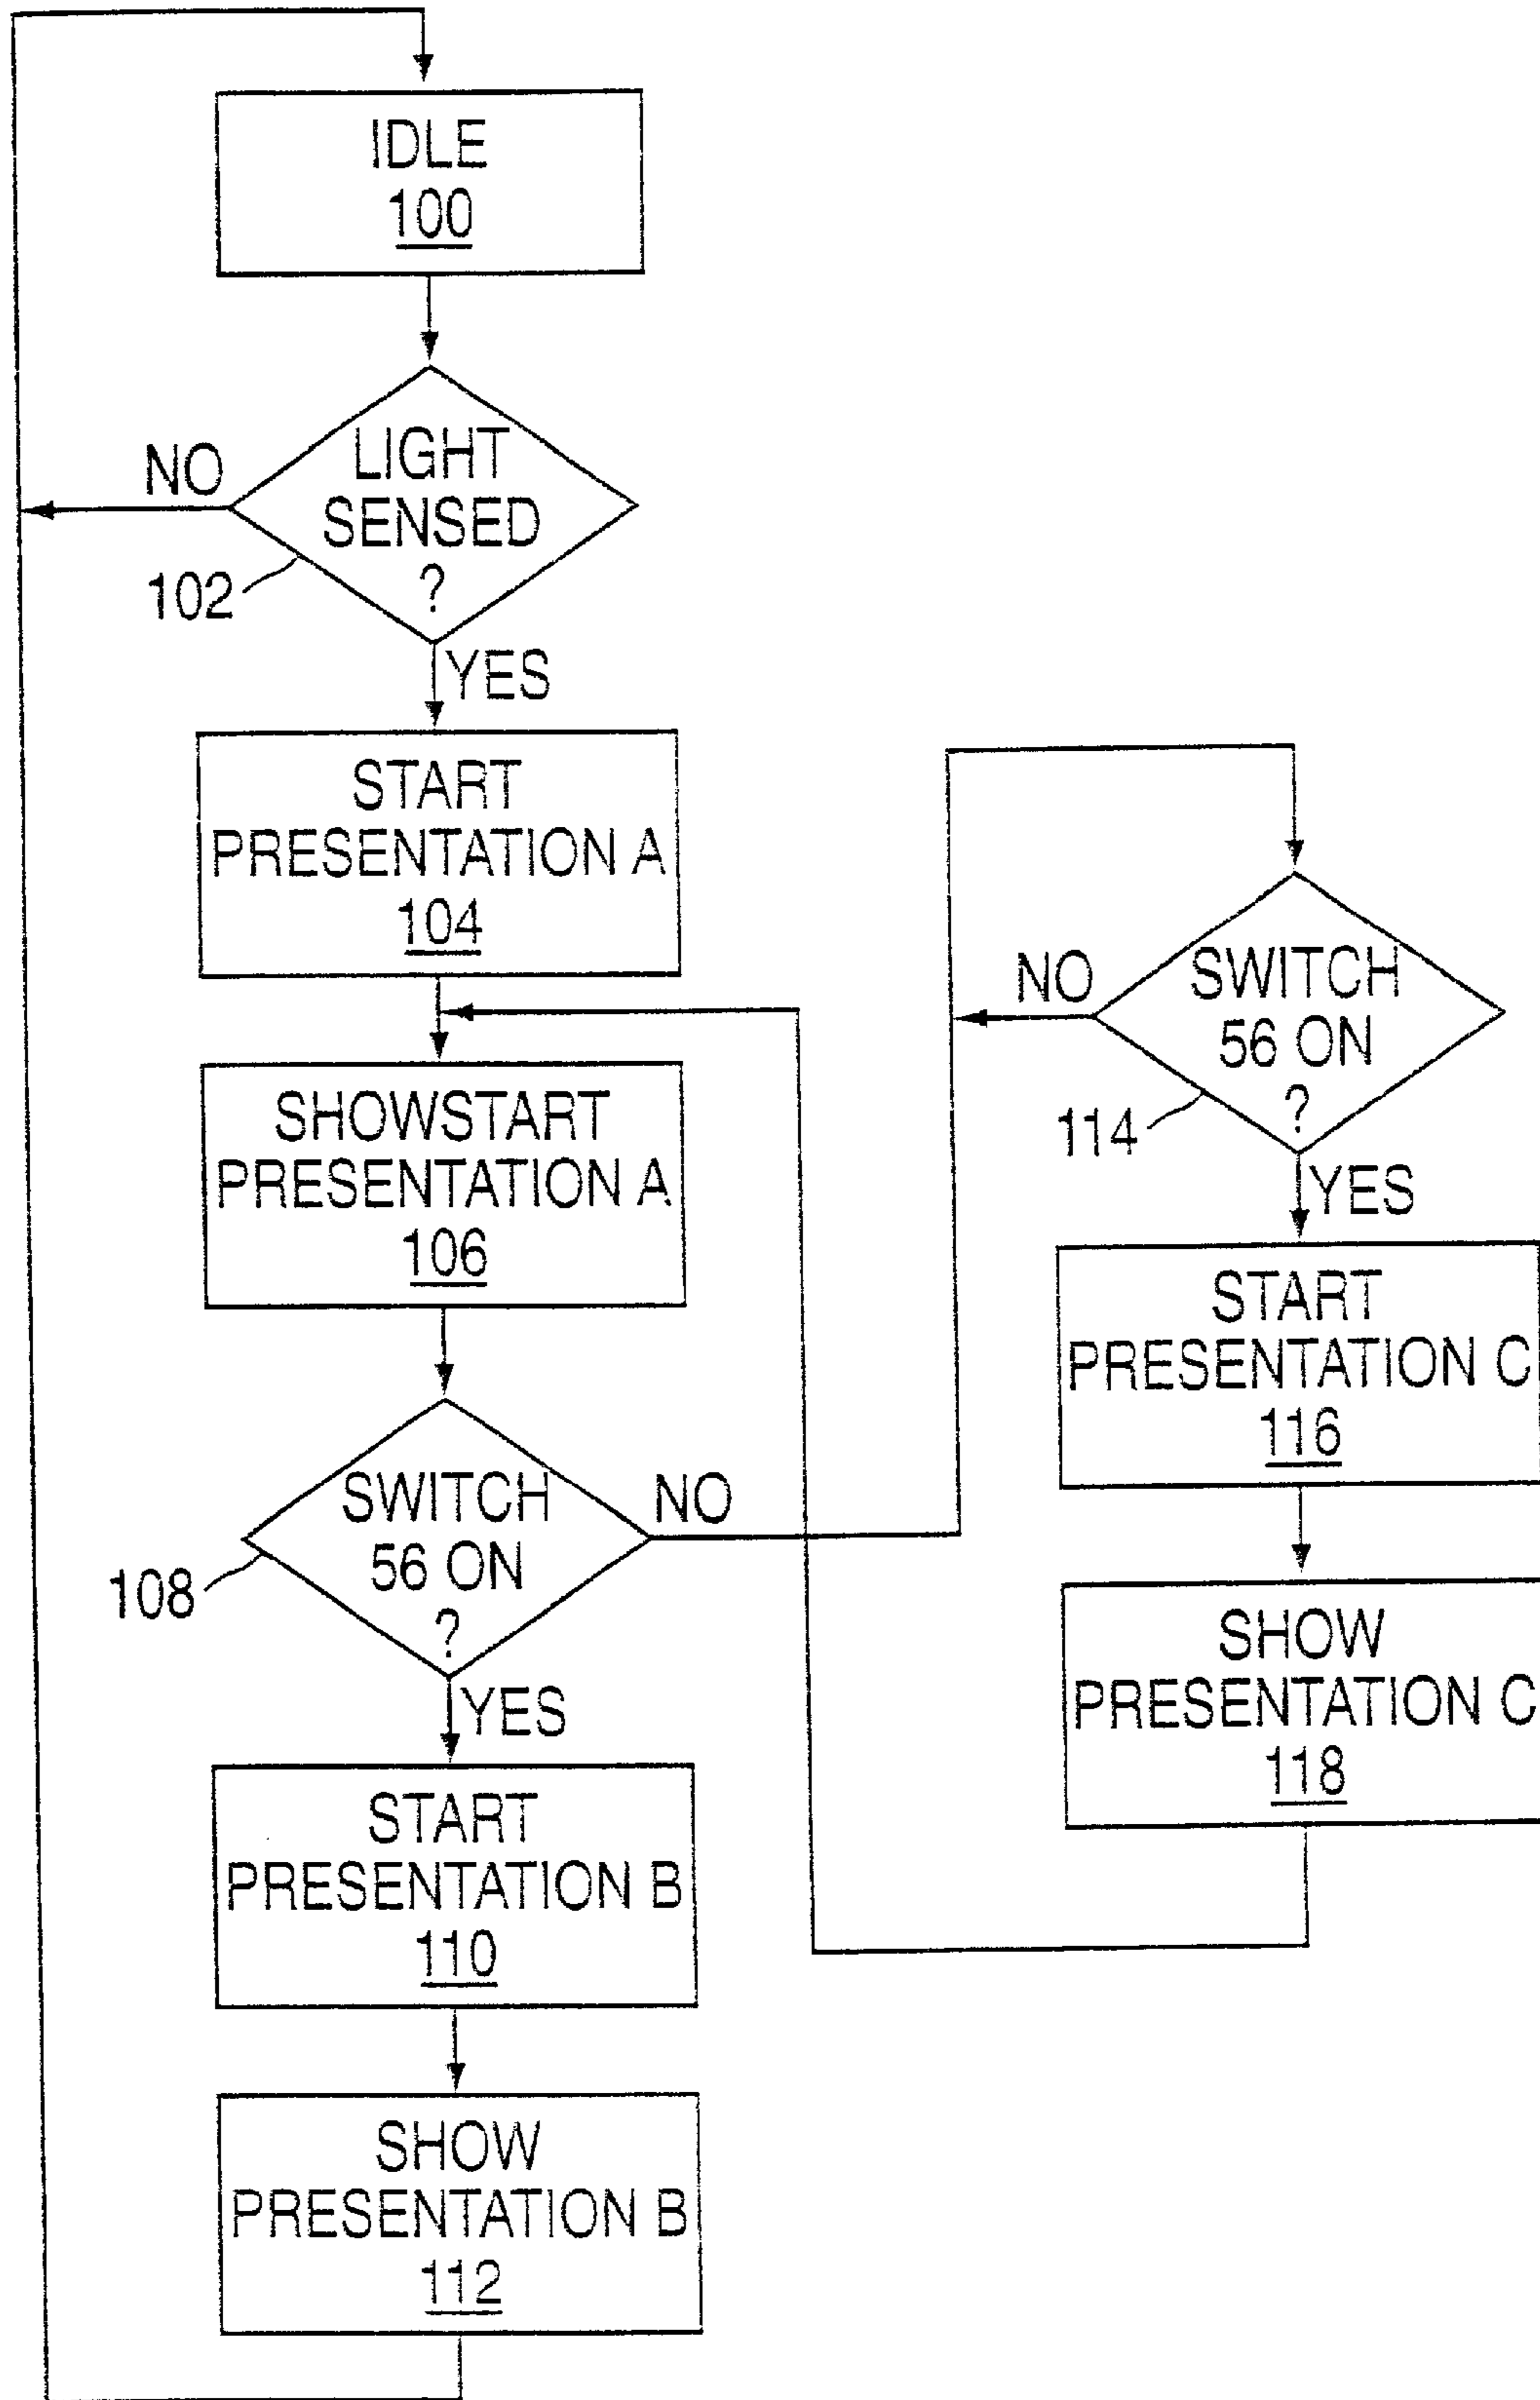 IDLE
100
NO
LIGHT
SENSED
?
102
YES
START
PRESENTATION A
104
SHOWSTART
PRESENTATION A
106
SWITCH
56 ON
?
NO
108
YES
START
PRESENTATION B
110
SHOW
PRESENTATION B
112
NO
SWITCH
56 ON
?
114
YES
START
PRESENTATION C
116
SHOW
PRESENTATION C
118